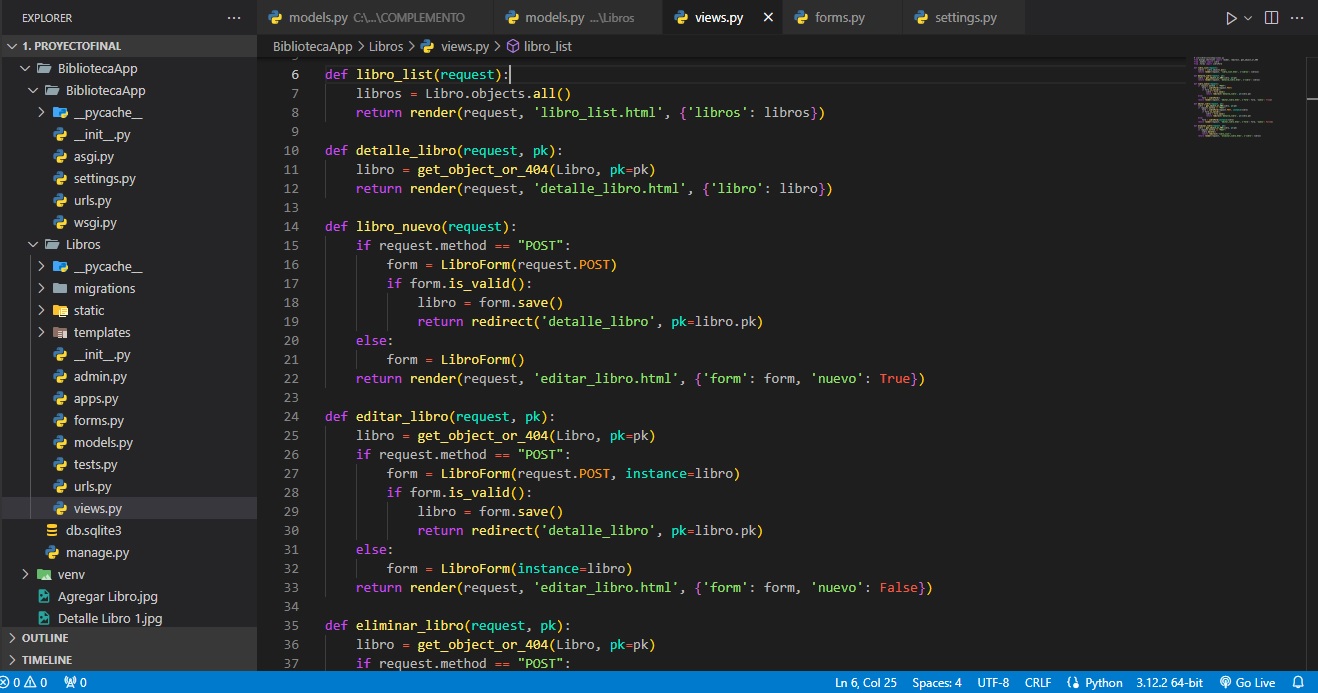 EXPLORER
1. PROYECTOFINAL
BibliotecaApp
BibliotecaApp
__pycache__
__init__.py
asgi.py
settings.py
urls.py
wsgi.py
Libros
__pycache__
migrations
static
templates
__init__.py
admin.py
apps.py
forms.py
models.py
tests.py
urls.py
views.py
db.sqlite3
manage.py
venv
Agregar Libro.jpg
Detalle Libro 1.jpg
OUTLINE
TIMELINE
models.py C:\...\COMPLEMENTO models.py ...\Libros views.py forms.py settings.py
BibliotecaApp > Libros > views.py > libro_list
6 def libro_list(request):
7 libros = Libro.objects.all()
8 return render(request, 'libro_list.html', {'libros': libros})
9
10 def detalle_libro(request, pk):
11 libro = get_object_or_404(Libro, pk=pk)
12 return render(request, 'detalle_libro.html', {'libro': libro})
13
14 def libro_nuevo(request):
15 if request.method == "POST":
16 form = LibroForm(request.POST)
17 if form.is_valid():
18 libro = form.save()
19 return redirect('detalle_libro', pk=libro.pk)
20 else:
21 form = LibroForm()
22 return render(request, 'editar_libro.html', {'form': form, 'nuevo': True})
23
24 def editar_libro(request, pk):
25 libro = get_object_or_404(Libro, pk=pk)
26 if request.method == "POST":
27 form = LibroForm(request.POST, instance=libro)
28 if form.is_valid():
29 libro = form.save()
30 return redirect('detalle_libro', pk=libro.pk)
31 else:
32 form = LibroForm(instance=libro)
33 return render(request, 'editar_libro.html', {'form': form, 'nuevo': False})
34
35 def eliminar_libro(request, pk):
36 libro = get_object_or_404(Libro, pk=pk)
37 if request.method == "POST":
0 0 0 Ln 6, Col 25 Spaces: 4 UTF-8 CRLF Python 3.12.2 64-bit Go Live